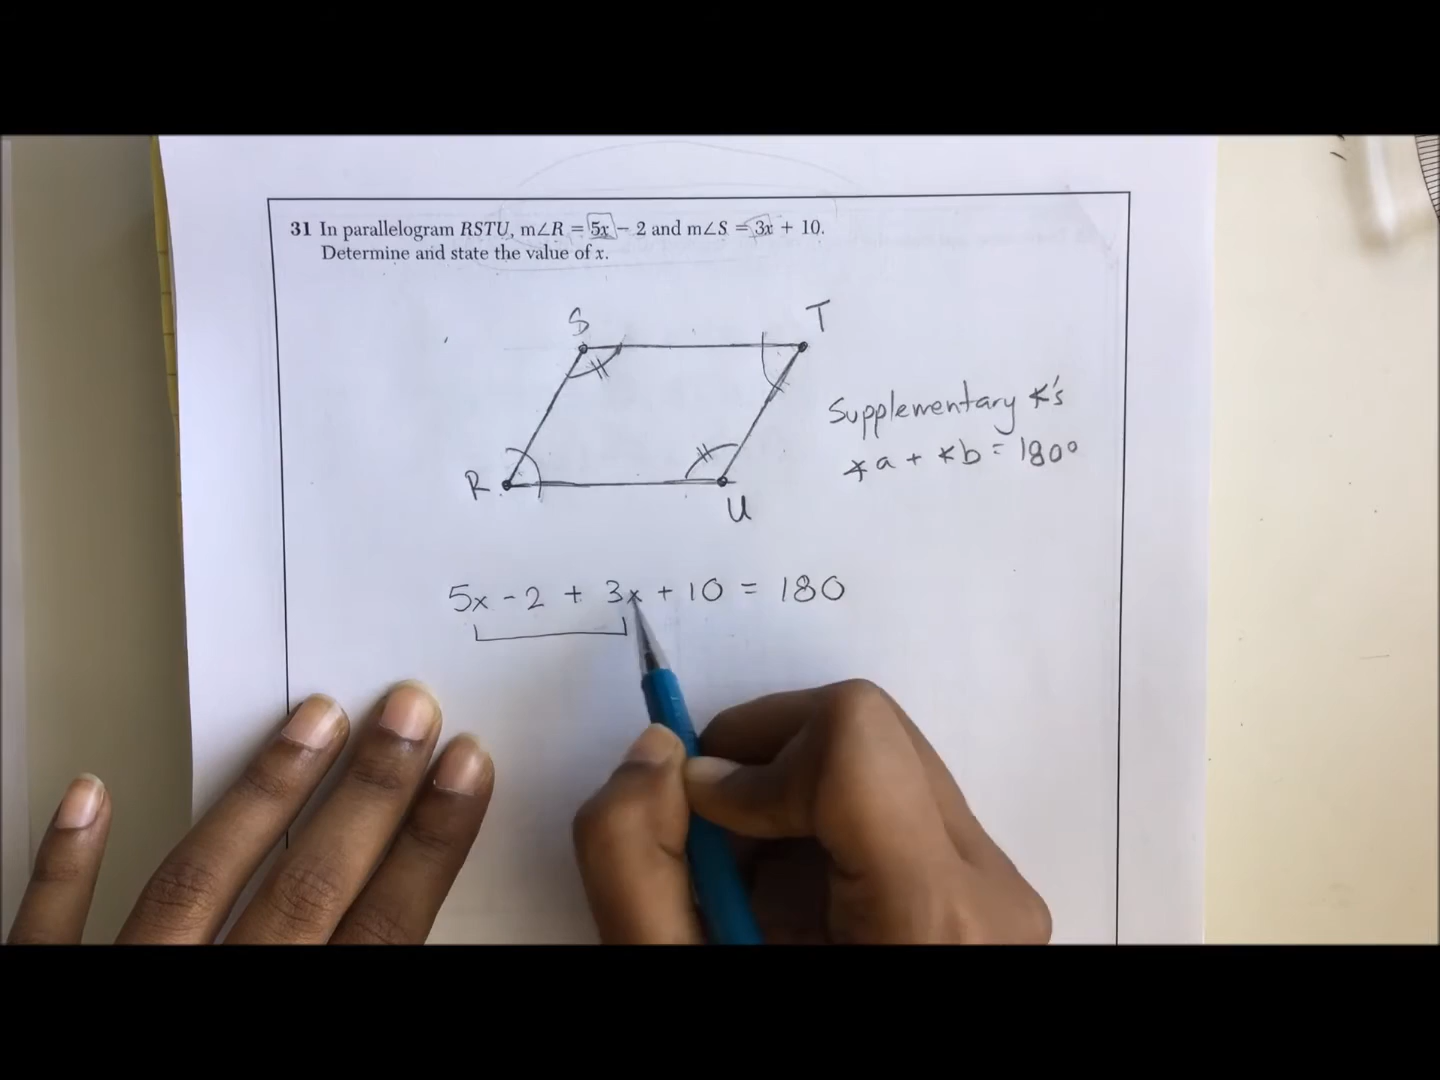 31 In parallelogram RSTU, m∠R = 5x − 2 and m∠S = 3x + 10.
Determine and state the value of x.
S T
Supplementary ∡'s
∡a + ∡b = 180°
R U
5x - 2 + 3x + 10 = 180